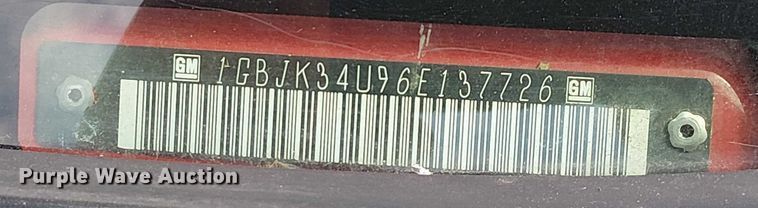 GM 1GBJK34U96E137726 GM
Purple Wave Auction